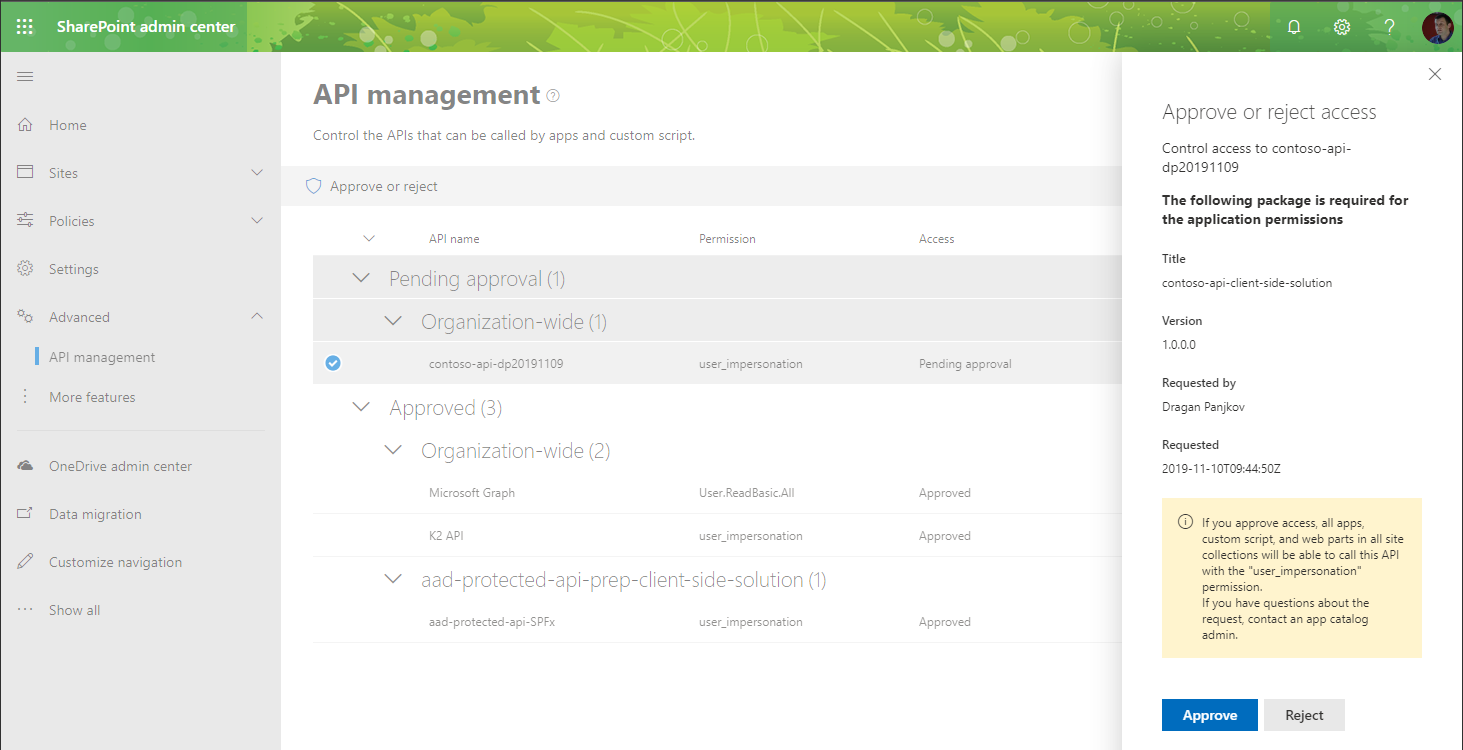 SharePoint admin center
Home
Sites
Policies
Settings
Advanced
API management
More features
OneDrive admin center
Data migration
Customize navigation
Show all
API management
Control the APIs that can be called by apps and custom script.
Approve or reject
API name Permission Access
Pending approval (1)
Organization-wide (1)
contoso-api-dp20191109 user_impersonation Pending approval
Approved (3)
Organization-wide (2)
Microsoft Graph User.ReadBasic.All Approved
K2 API user_impersonation Approved
aad-protected-api-prep-client-side-solution (1)
aad-protected-api-SPFx user_impersonation Approved
Approve or reject access
Control access to contoso-api-
dp20191109
The following package is required for
the application permissions
Title
contoso-api-client-side-solution
Version
1.0.0.0
Requested by
Dragan Panjkov
Requested
2019-11-10T09:44:50Z
If you approve access, all apps,
custom script, and web parts in all site
collections will be able to call this API
with the "user_impersonation"
permission.
If you have questions about the
request, contact an app catalog
admin.
Approve Reject